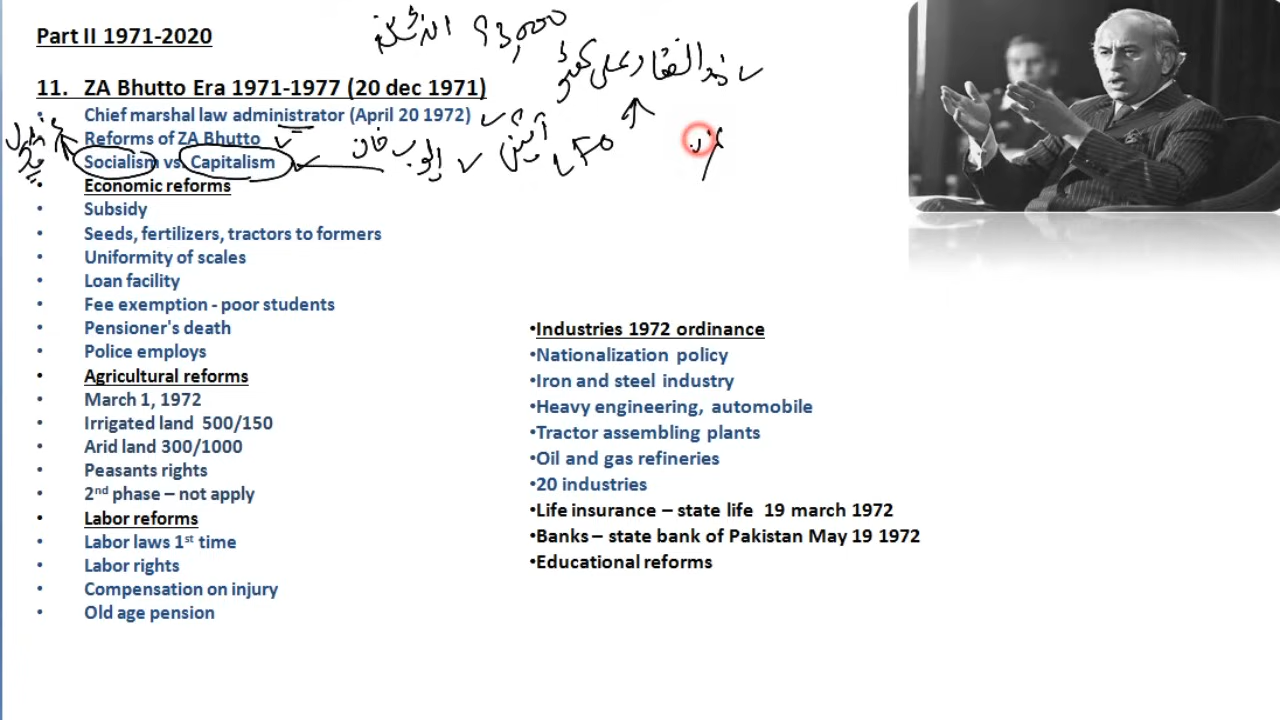 Part II 1971-2020
93,000
11. ZA Bhutto Era 1971-1977 (20 dec 1971)
ذوالفقار علی بھٹو
• Chief marshal law administrator (April 20 1972)
• Reforms of ZA Bhutto
آئین
LFO
ایوب خان
• Socialism vs. Capitalism
• Economic reforms
• Subsidy
• Seeds, fertilizers, tractors to formers
• Uniformity of scales
• Loan facility
• Fee exemption - poor students
• Pensioner's death
• Police employs
• Agricultural reforms
• March 1, 1972
• Irrigated land 500/150
• Arid land 300/1000
• Peasants rights
• 2nd phase – not apply
• Labor reforms
• Labor laws 1st time
• Labor rights
• Compensation on injury
• Old age pension
•Industries 1972 ordinance
•Nationalization policy
•Iron and steel industry
•Heavy engineering, automobile
•Tractor assembling plants
•Oil and gas refineries
•20 industries
•Life insurance – state life 19 march 1972
•Banks – state bank of Pakistan May 19 1972
•Educational reforms